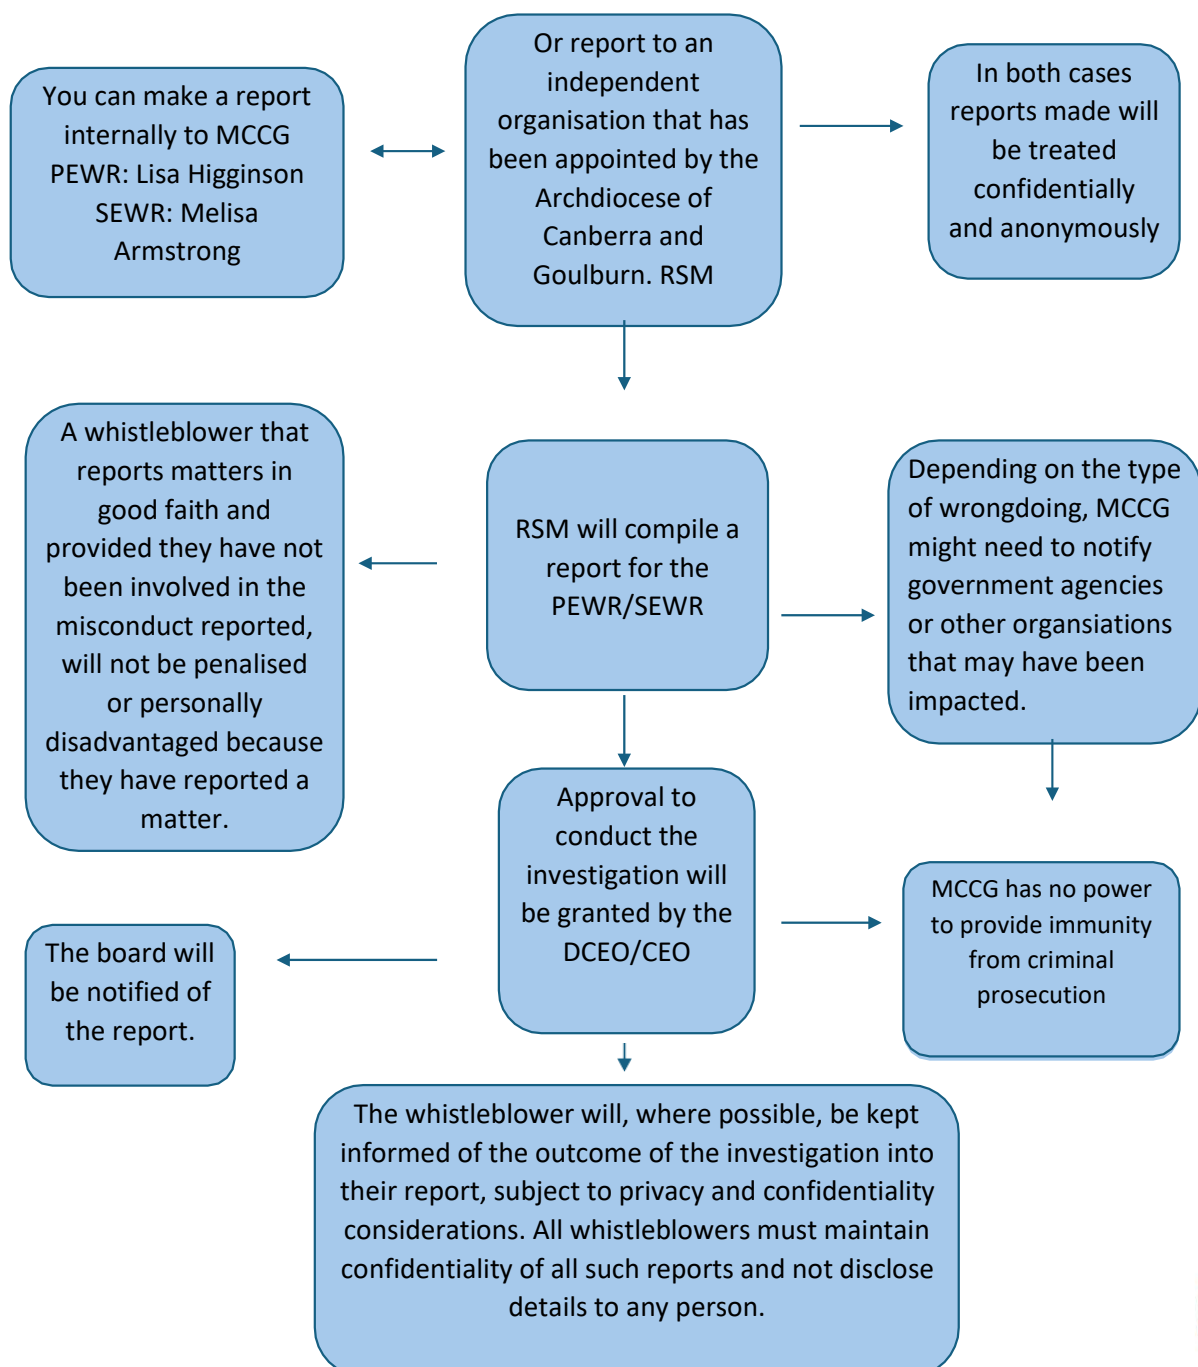 You can make a report
internally to MCCG
PEWR: Lisa Higginson
SEWR: Melisa
Armstrong
Or report to an
independent
organisation that has
been appointed by the
Archdiocese of
Canberra and
Goulburn. RSM
In both cases
reports made will
be treated
confidentially
and anonymously
A whistleblower that
reports matters in
good faith and
provided they have not
been involved in the
misconduct reported,
will not be penalised
or personally
disadvantaged because
they have reported a
matter.
RSM will compile a
report for the
PEWR/SEWR
Depending on the type
of wrongdoing, MCCG
might need to notify
government agencies
or other organsiations
that may have been
impacted.
Approval to
conduct the
investigation will
be granted by the
DCEO/CEO
MCCG has no power
to provide immunity
from criminal
prosecution
The board will
be notified of
the report.
The whistleblower will, where possible, be kept
informed of the outcome of the investigation into
their report, subject to privacy and confidentiality
considerations. All whistleblowers must maintain
confidentiality of all such reports and not disclose
details to any person.